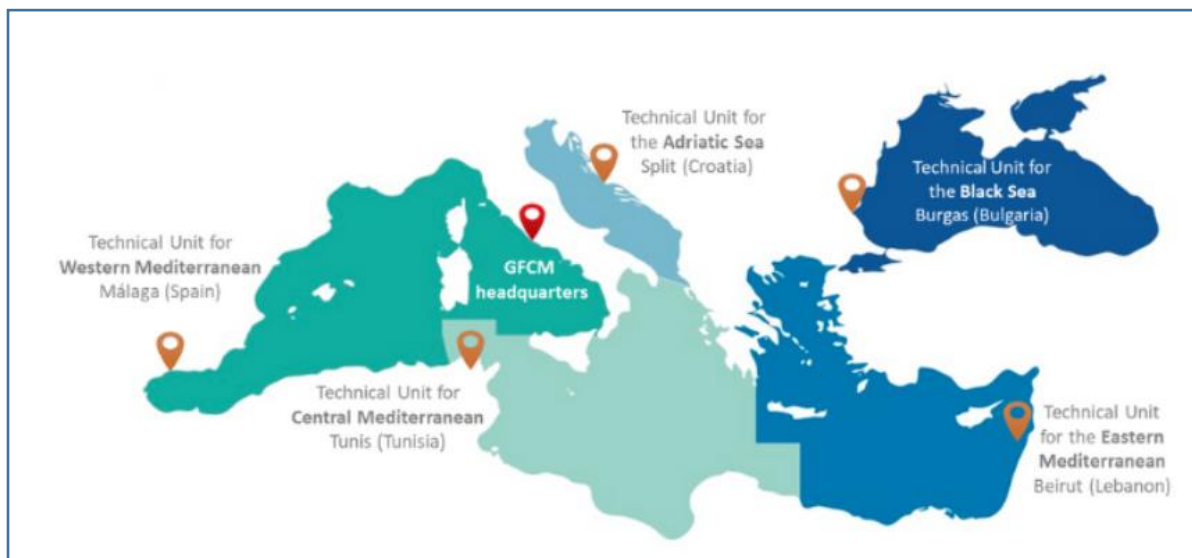 Technical Unit for
the Adriatic Sea
Split (Croatia)
Technical Unit for
the Black Sea
Burgas (Bulgaria)
Technical Unit for
Western Mediterranean
Málaga (Spain)
GFCM
headquarters
Technical Unit for
Central Mediterranean
Tunis (Tunisia)
Technical Unit
for the Eastern
Mediterranean
Beirut (Lebanon)